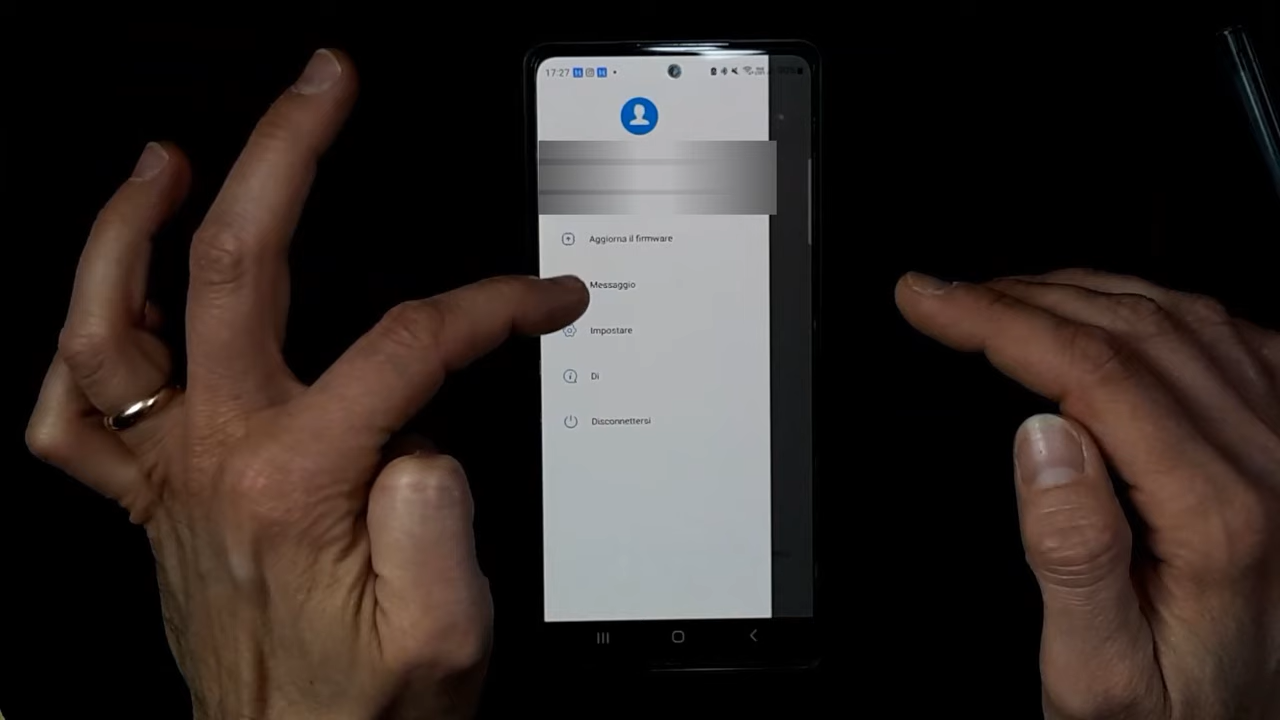 17:27
Aggiorna il firmware
Messaggio
Impostare
Di
Disconnettersi